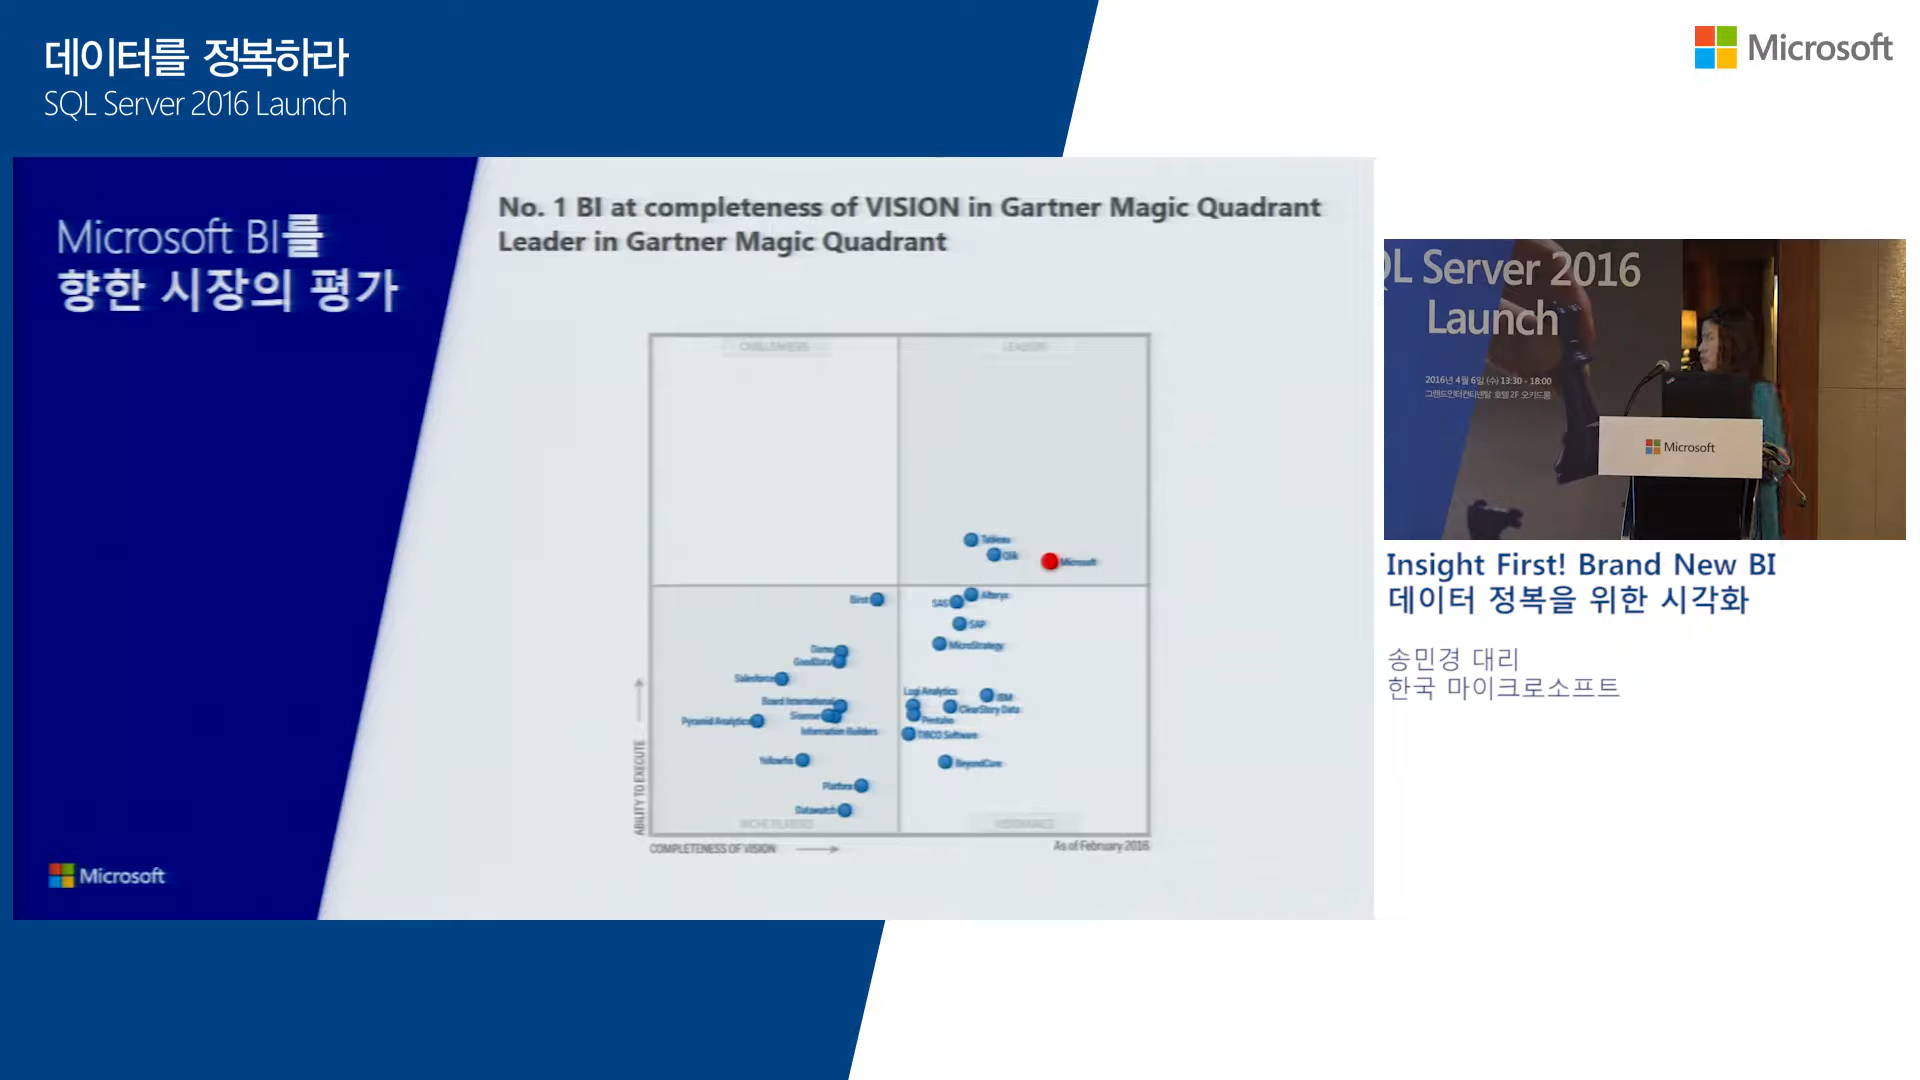 데이터를 정복하라
SQL Server 2016 Launch
Microsoft
Microsoft BI를
향한 시장의 평가
No. 1 BI at completeness of VISION in Gartner Magic Quadrant
Leader in Gartner Magic Quadrant
CHALLENGERS
LEADERS
Tableau
Qlik
Microsoft
Birst
SAS
Alteryx
SAP
MicroStrategy
Domo
GoodData
Salesforce
Board International
Sisense
Pyramid Analytics
Information Builders
Logi Analytics
IBM
ClearStory Data
Pentaho
TIBCO Software
Yellowfin
BeyondCore
Platfora
Datawatch
NICHE PLAYERS
VISIONARIES
ABILITY TO EXECUTE
COMPLETENESS OF VISION
As of February 2016
Microsoft
QL Server 2016
Launch
2016년 4월 6일 (수) 13:30 - 18:00
그랜드인터컨티넨탈 호텔 2F 오키드룸
Microsoft
Insight First! Brand New BI
데이터 정복을 위한 시각화
송민경 대리
한국 마이크로소프트